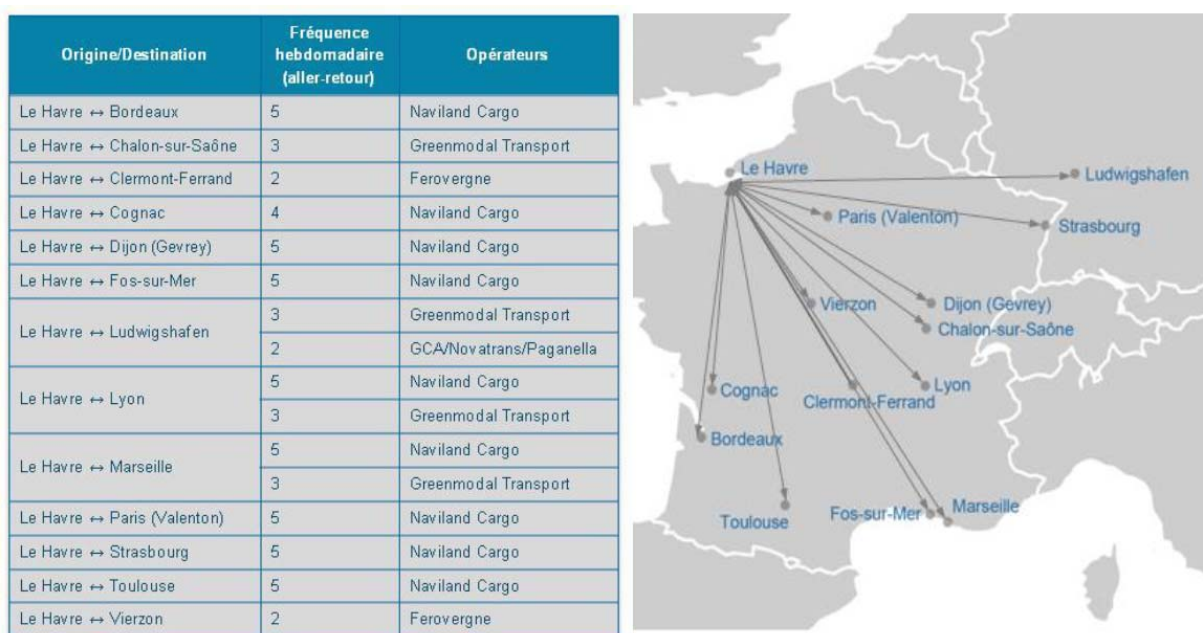 Origine/Destination
Fréquence
hebdomadaire
(aller-retour)
Opérateurs
Le Havre ↔ Bordeaux 5 Naviland Cargo
Le Havre ↔ Chalon-sur-Saône 3 Greenmodal Transport
Le Havre ↔ Clermont-Ferrand 2 Ferovergne
Le Havre ↔ Cognac 4 Naviland Cargo
Le Havre ↔ Dijon (Gevrey) 5 Naviland Cargo
Le Havre ↔ Fos-sur-Mer 5 Naviland Cargo
Le Havre ↔ Ludwigshafen
3 Greenmodal Transport
2 GCA/Novatrans/Paganella
Le Havre ↔ Lyon
5 Naviland Cargo
3 Greenmodal Transport
Le Havre ↔ Marseille
5 Naviland Cargo
3 Greenmodal Transport
Le Havre ↔ Paris (Valenton) 5 Naviland Cargo
Le Havre ↔ Strasbourg 5 Naviland Cargo
Le Havre ↔ Toulouse 5 Naviland Cargo
Le Havre ↔ Vierzon 2 Ferovergne
Le Havre
Ludwigshafen
Paris (Valenton)
Strasbourg
Vierzon
Dijon (Gevrey)
Chalon-sur-Saône
Cognac
Clermont-Ferrand
Lyon
Bordeaux
Toulouse
Fos-sur-Mer
Marseille